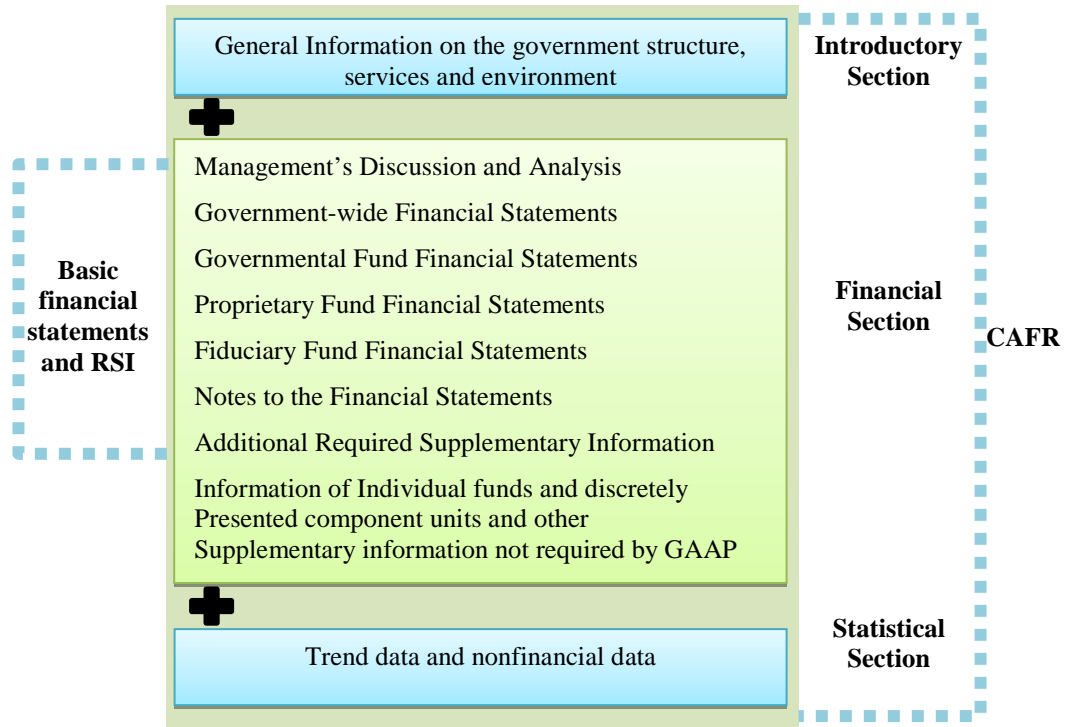 General Information on the government structure,
services and environment
Introductory
Section
Management’s Discussion and Analysis
Government-wide Financial Statements
Governmental Fund Financial Statements
Proprietary Fund Financial Statements
Fiduciary Fund Financial Statements
Notes to the Financial Statements
Additional Required Supplementary Information
Information of Individual funds and discretely
Presented component units and other
Supplementary information not required by GAAP
Basic
financial
statements
and RSI
Financial
Section
CAFR
Trend data and nonfinancial data
Statistical
Section